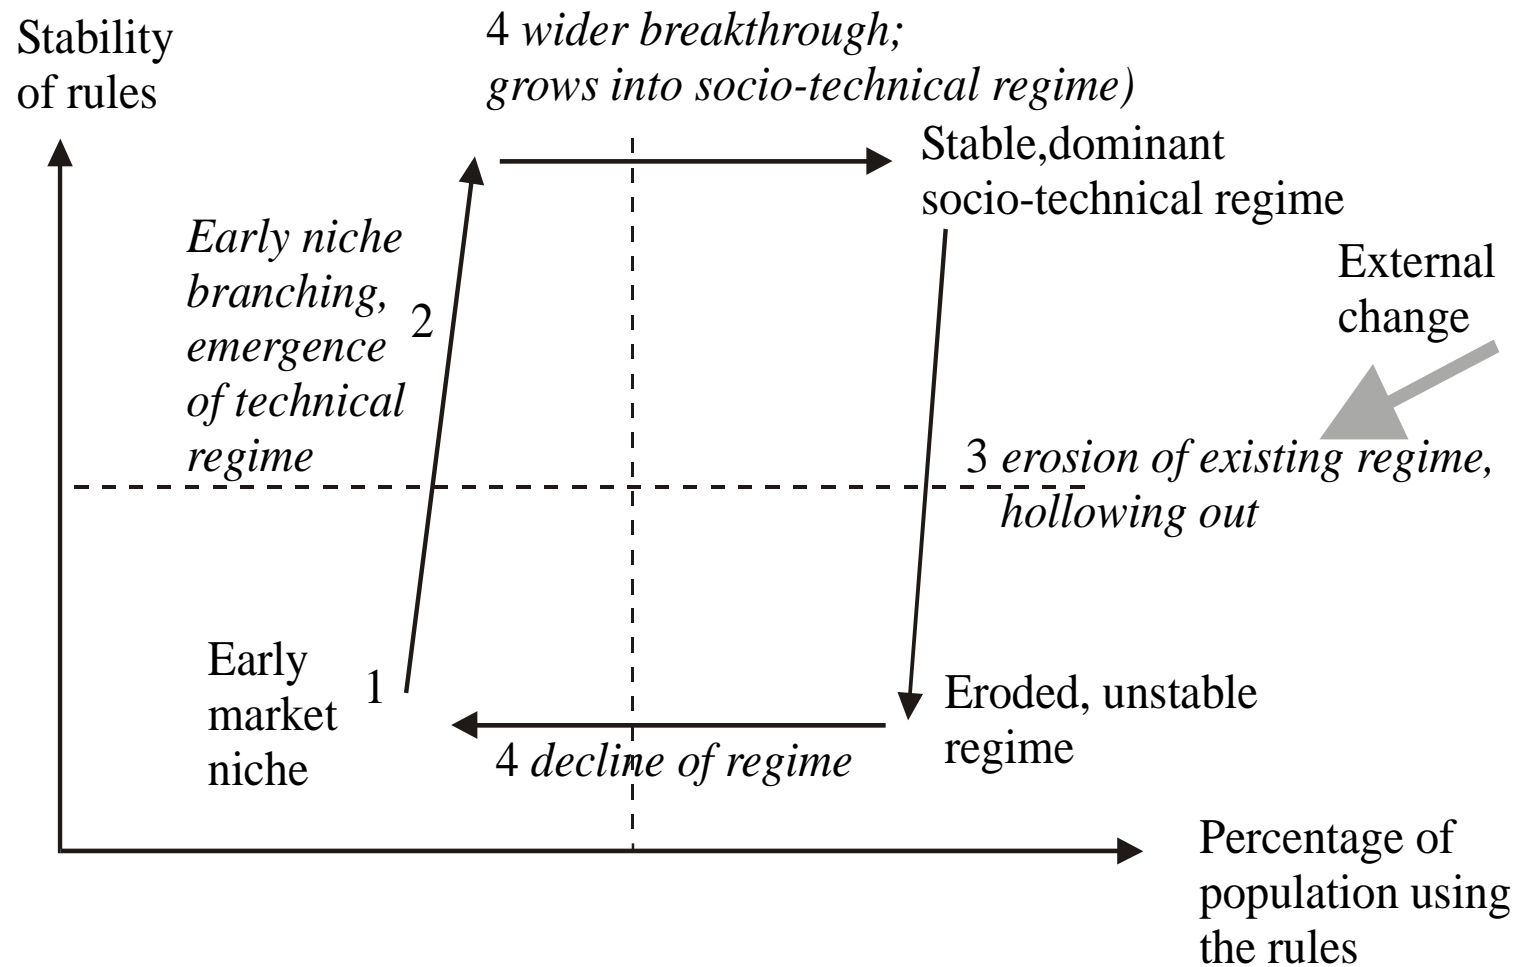 Stability
of rules
4 wider breakthrough;
grows into socio-technical regime)
Stable,dominant
socio-technical regime
Early niche
branching,
emergence
of technical
regime
2
External
change
3 erosion of existing regime,
hollowing out
Early
market
niche
1
Eroded, unstable
regime
4 decline of regime
Percentage of
population using
the rules